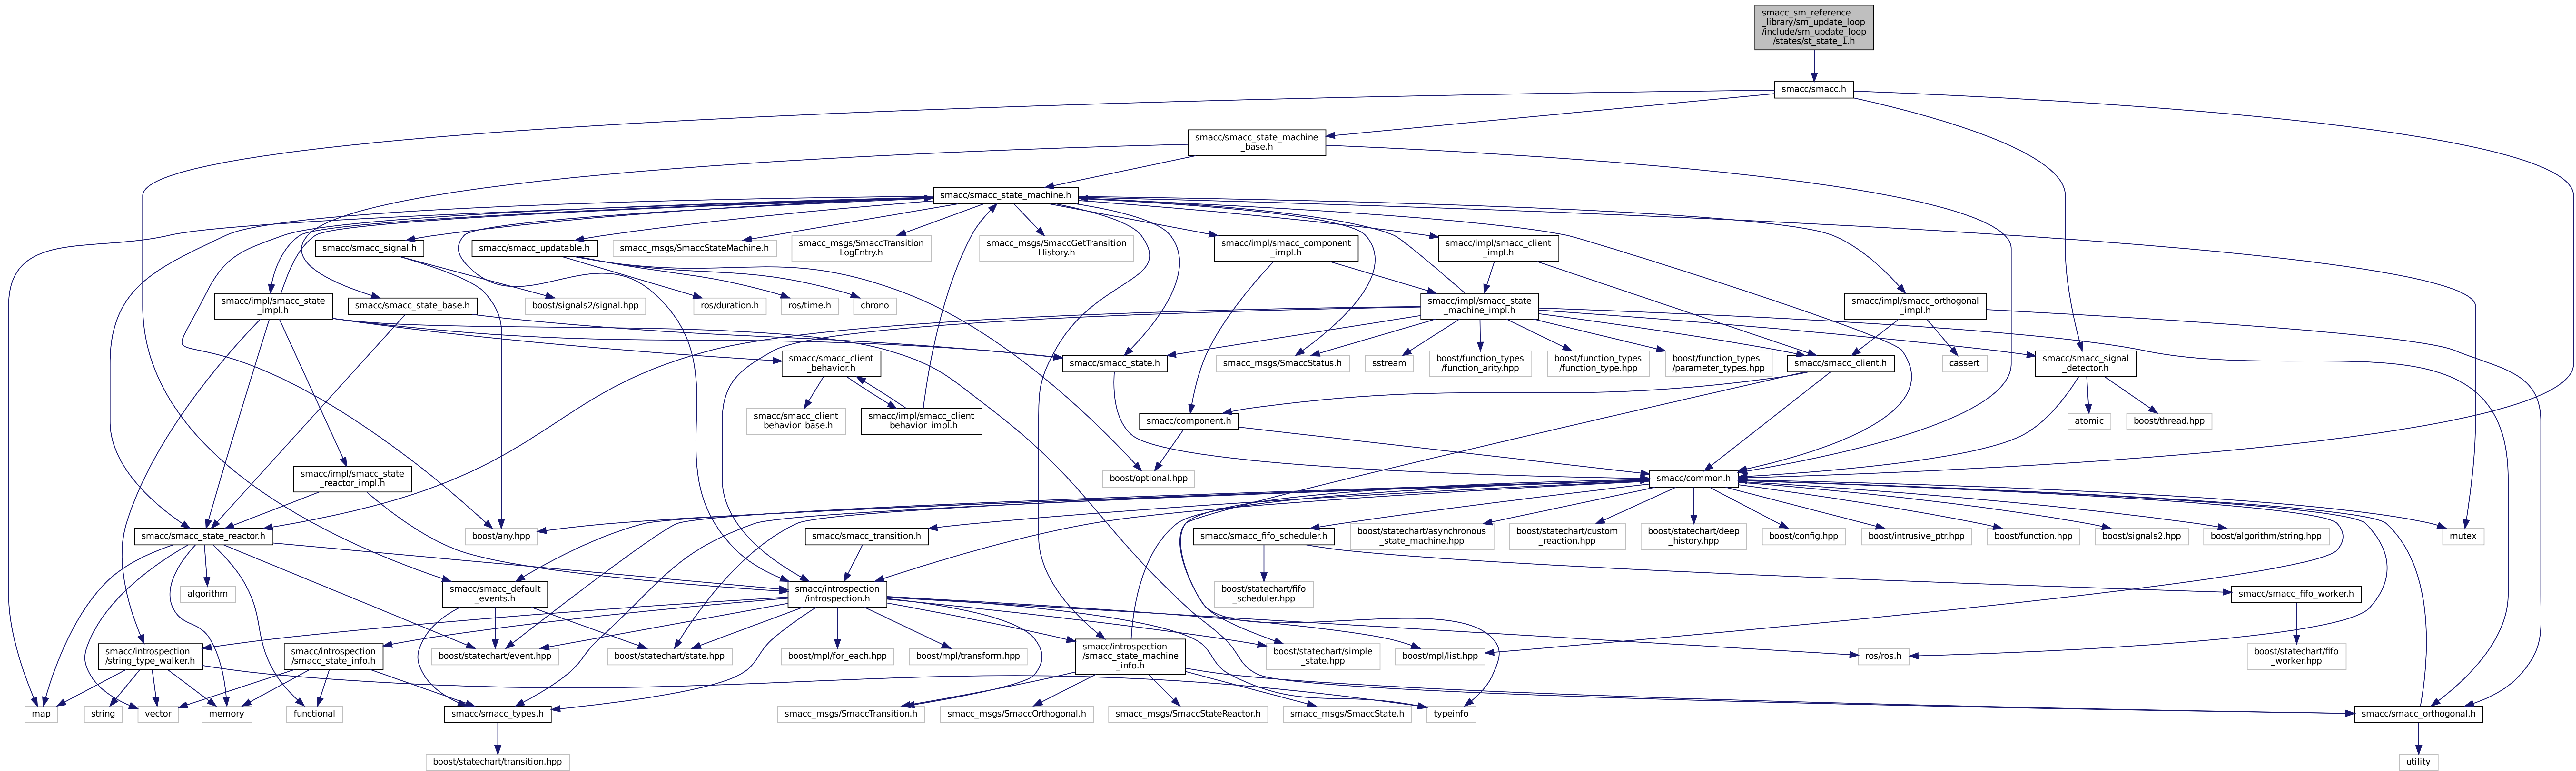 smacc_sm_reference
_library/sm_update_loop
/include/sm_update_loop
/states/st_state_1.h
smacc/smacc.h
smacc/smacc_state_machine
_base.h
smacc/smacc_state_machine.h
smacc/smacc_signal.h
smacc/smacc_updatable.h
smacc_msgs/SmaccStateMachine.h
smacc_msgs/SmaccTransition
LogEntry.h
smacc_msgs/SmaccGetTransition
History.h
smacc/impl/smacc_component
_impl.h
smacc/impl/smacc_client
_impl.h
smacc/impl/smacc_state
_impl.h
smacc/smacc_state_base.h
boost/signals2/signal.hpp
ros/duration.h
ros/time.h
chrono
smacc/impl/smacc_state
_machine_impl.h
smacc/impl/smacc_orthogonal
_impl.h
smacc/smacc_client
_behavior.h
smacc/smacc_state.h
smacc_msgs/SmaccStatus.h
sstream
boost/function_types
/function_arity.hpp
boost/function_types
/function_type.hpp
boost/function_types
/parameter_types.hpp
smacc/smacc_client.h
cassert
smacc/smacc_signal
_detector.h
smacc/smacc_client
_behavior_base.h
smacc/impl/smacc_client
_behavior_impl.h
smacc/component.h
atomic
boost/thread.hpp
smacc/impl/smacc_state
_reactor_impl.h
boost/optional.hpp
smacc/common.h
smacc/smacc_state_reactor.h
boost/any.hpp
smacc/smacc_transition.h
smacc/smacc_fifo_scheduler.h
boost/statechart/asynchronous
_state_machine.hpp
boost/statechart/custom
_reaction.hpp
boost/statechart/deep
_history.hpp
boost/config.hpp
boost/intrusive_ptr.hpp
boost/function.hpp
boost/signals2.hpp
boost/algorithm/string.hpp
mutex
algorithm
smacc/smacc_default
_events.h
smacc/introspection
/introspection.h
boost/statechart/fifo
_scheduler.hpp
smacc/smacc_fifo_worker.h
smacc/introspection
/string_type_walker.h
smacc/introspection
/smacc_state_info.h
boost/statechart/event.hpp
boost/statechart/state.hpp
boost/mpl/for_each.hpp
boost/mpl/transform.hpp
smacc/introspection
/smacc_state_machine
_info.h
boost/statechart/simple
_state.hpp
boost/mpl/list.hpp
ros/ros.h
boost/statechart/fifo
_worker.hpp
map
string
vector
memory
functional
smacc/smacc_types.h
smacc_msgs/SmaccTransition.h
smacc_msgs/SmaccOrthogonal.h
smacc_msgs/SmaccStateReactor.h
smacc_msgs/SmaccState.h
typeinfo
smacc/smacc_orthogonal.h
boost/statechart/transition.hpp
utility